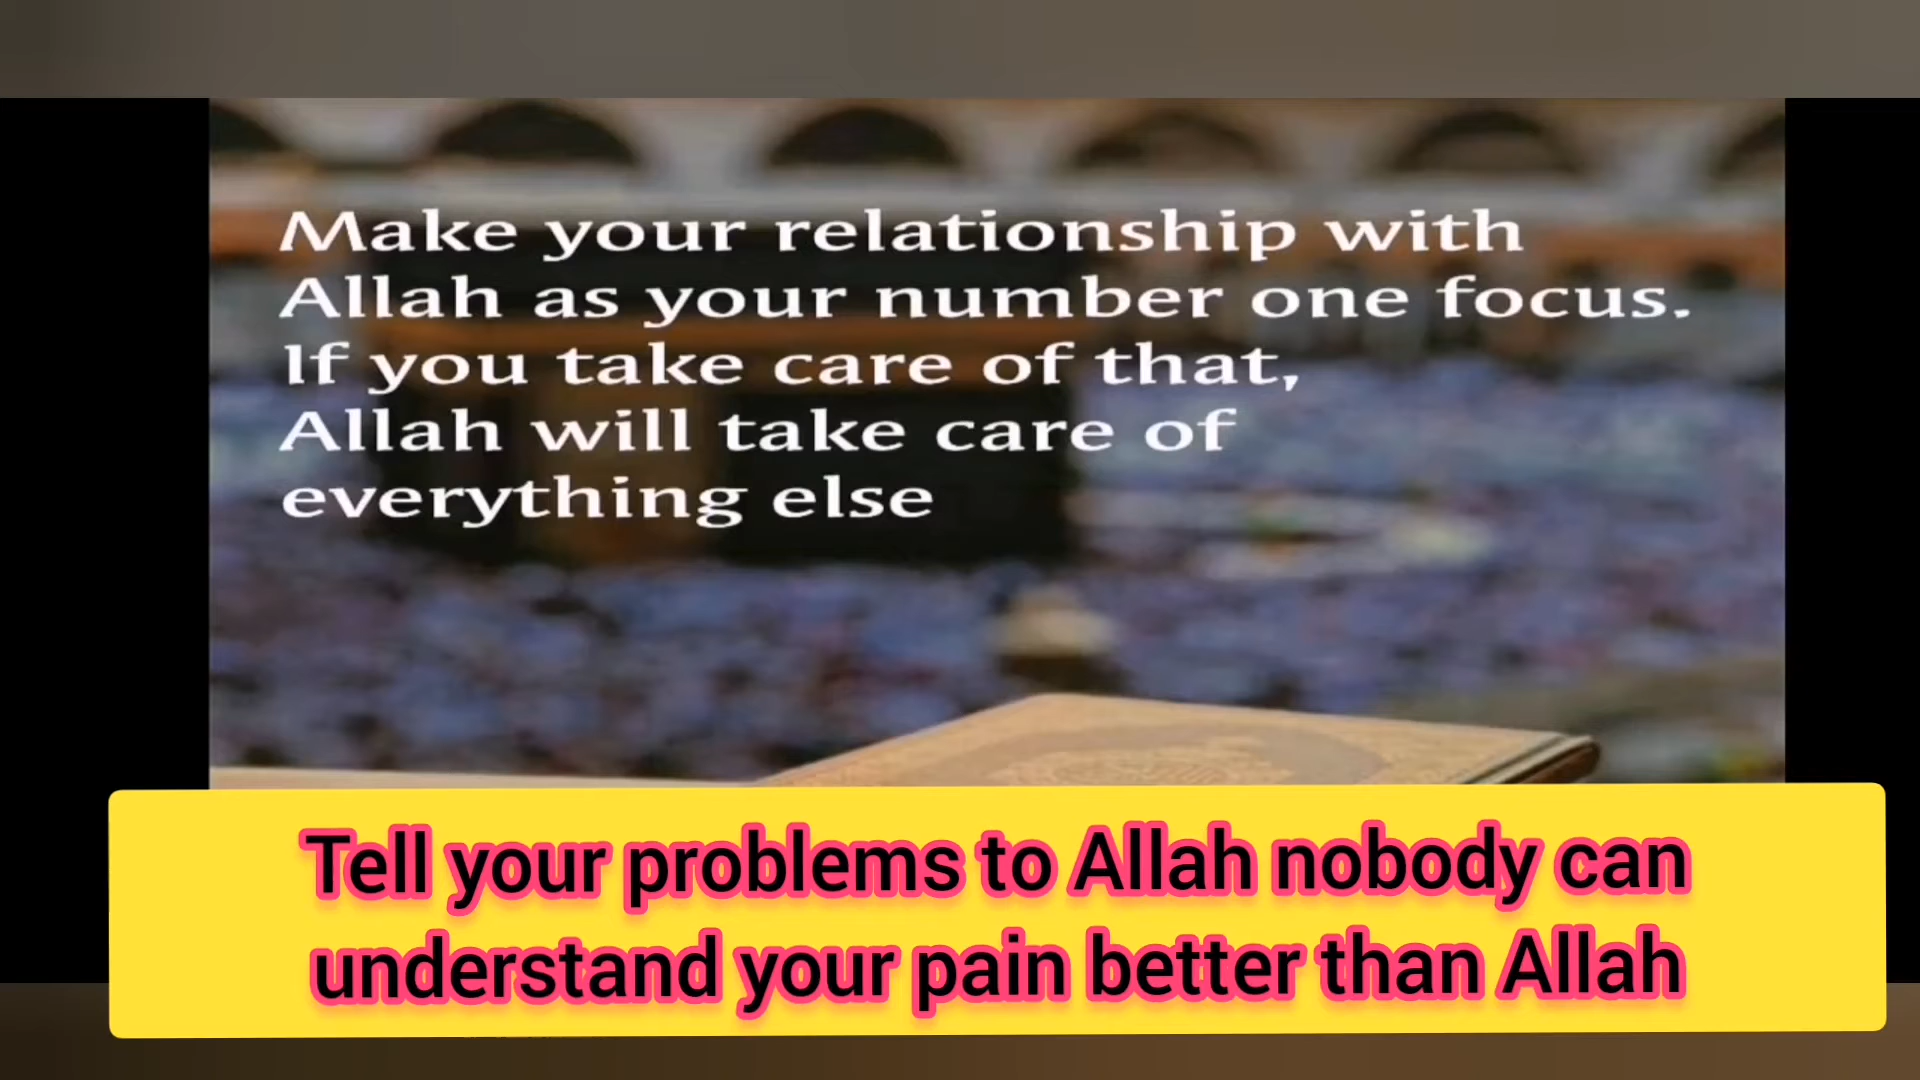 Make your relationship with
Allah as your number one focus.
If you take care of that,
Allah will take care of
everything else
Tell your problems to Allah nobody can
understand your pain better than Allah